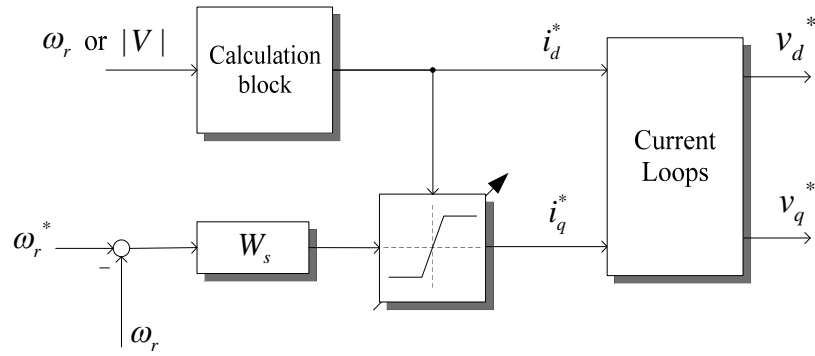 ω_r or |V|
Calculation
block
i_d^*
v_d^*
Current
Loops
ω_r^*
−
W_s
i_q^*
v_q^*
ω_r